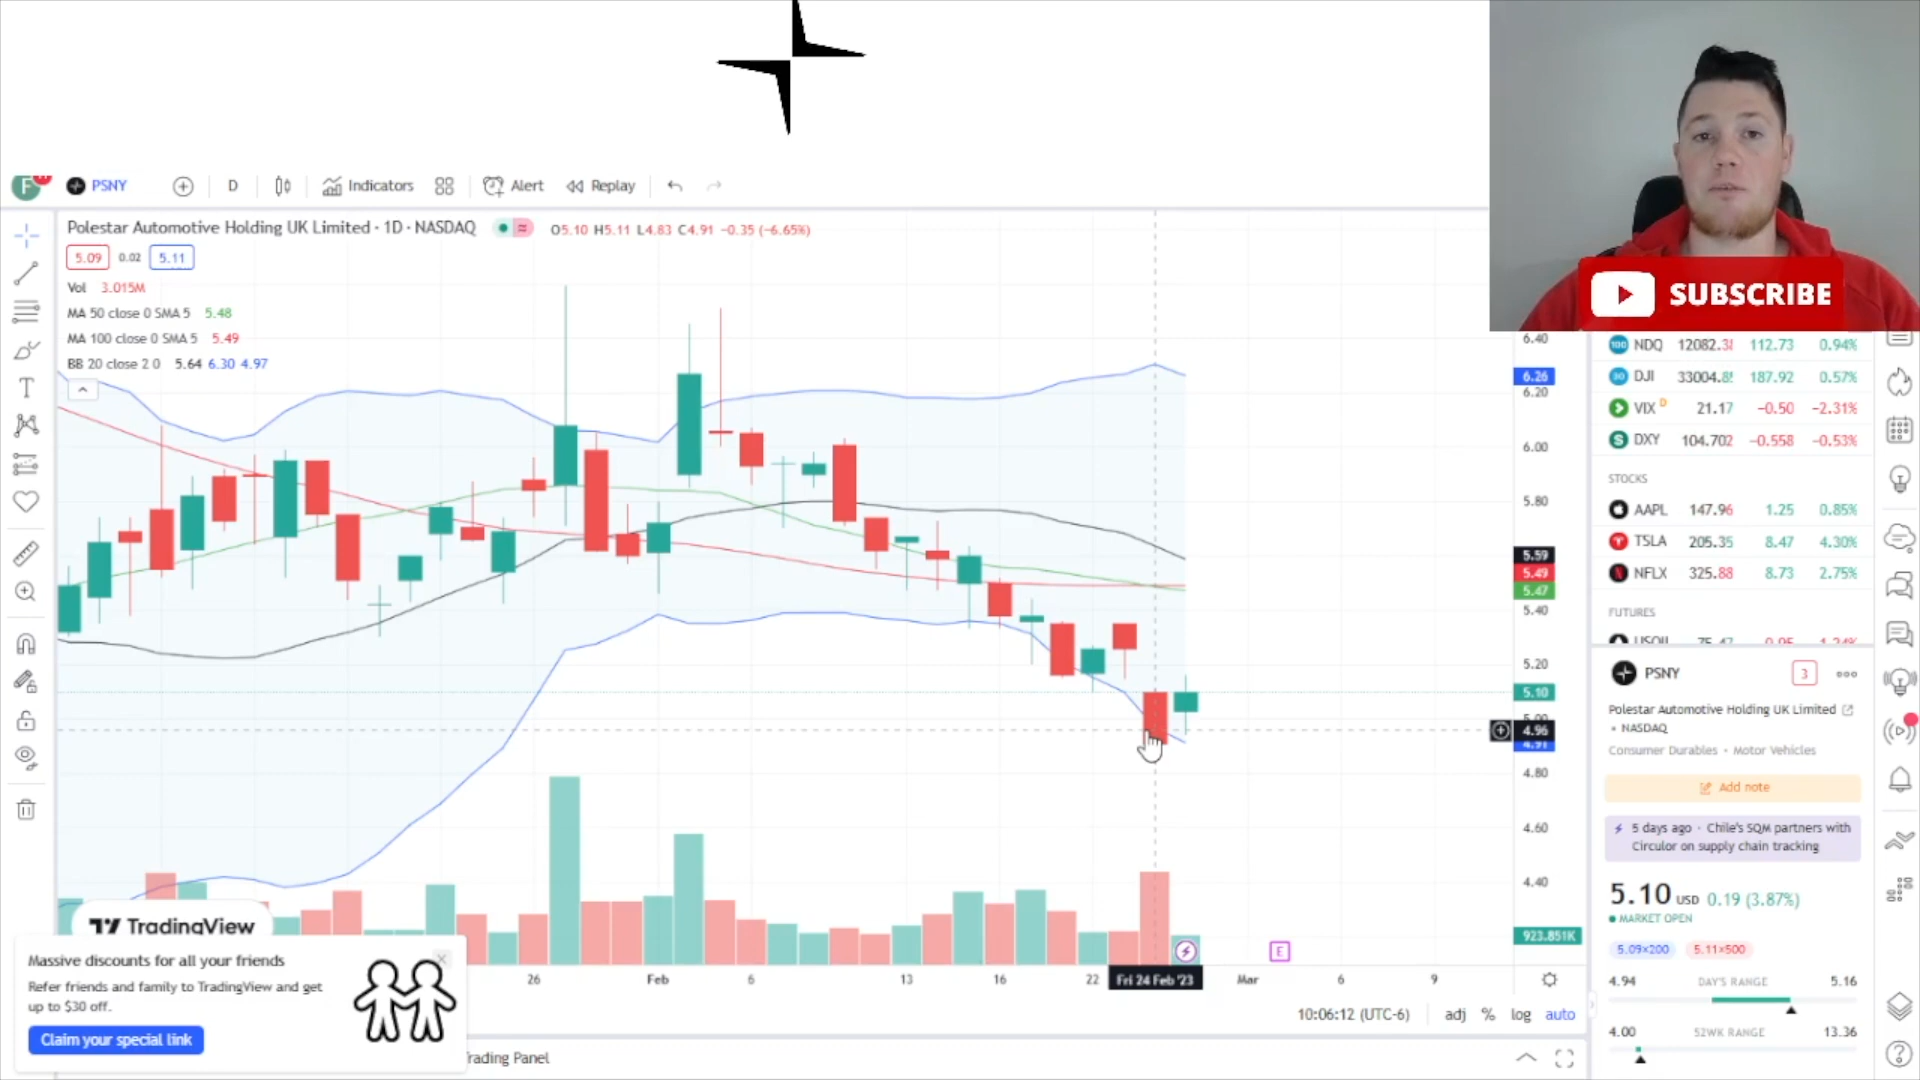 F
PSNY
D
Indicators
Alert
Replay
Polestar Automotive Holding UK Limited · 1D · NASDAQ
O5.10 H5.11 L4.83 C4.91 −0.35 (−6.65%)
5.09 0.02 5.11
Vol 3.015M
MA 50 close 0 SMA 5 5.48
MA 100 close 0 SMA 5 5.49
BB 20 close 2 0 5.64 6.30 4.97
SUBSCRIBE
6.40
6.26
6.20
6.00
5.80
5.59
5.49
5.47
5.40
5.20
5.10
5.00
4.96
4.91
4.80
4.60
4.40
923.851K
26
Feb
6
13
16
22
Fri 24 Feb '23
Mar
6
9
E
TradingView
Massive discounts for all your friends
Refer friends and family to TradingView and get
up to $30 off.
Claim your special link
10:06:12 (UTC-6)
adj % log auto
Trading Panel
100 NDQ 112.73 0.94%
30 DJI 187.92 0.57%
VIX D 21.17 −0.50 −2.31%
S DXY 104.702 −0.558 −0.53%
STOCKS
AAPL 147.96 1.25 0.85%
TSLA 205.35 8.47 4.30%
NFLX 325.88 8.73 2.75%
FUTURES
USOIL
PSNY
3
Polestar Automotive Holding UK Limited
• NASDAQ
Consumer Durables • Motor Vehicles
Add note
5 days ago · Chile's SQM partners with
Circulor on supply chain tracking
5.10 USD 0.19 (3.87%)
MARKET OPEN
5.09×200 5.11×500
4.94 DAY'S RANGE 5.16
4.00 52WK RANGE 13.36